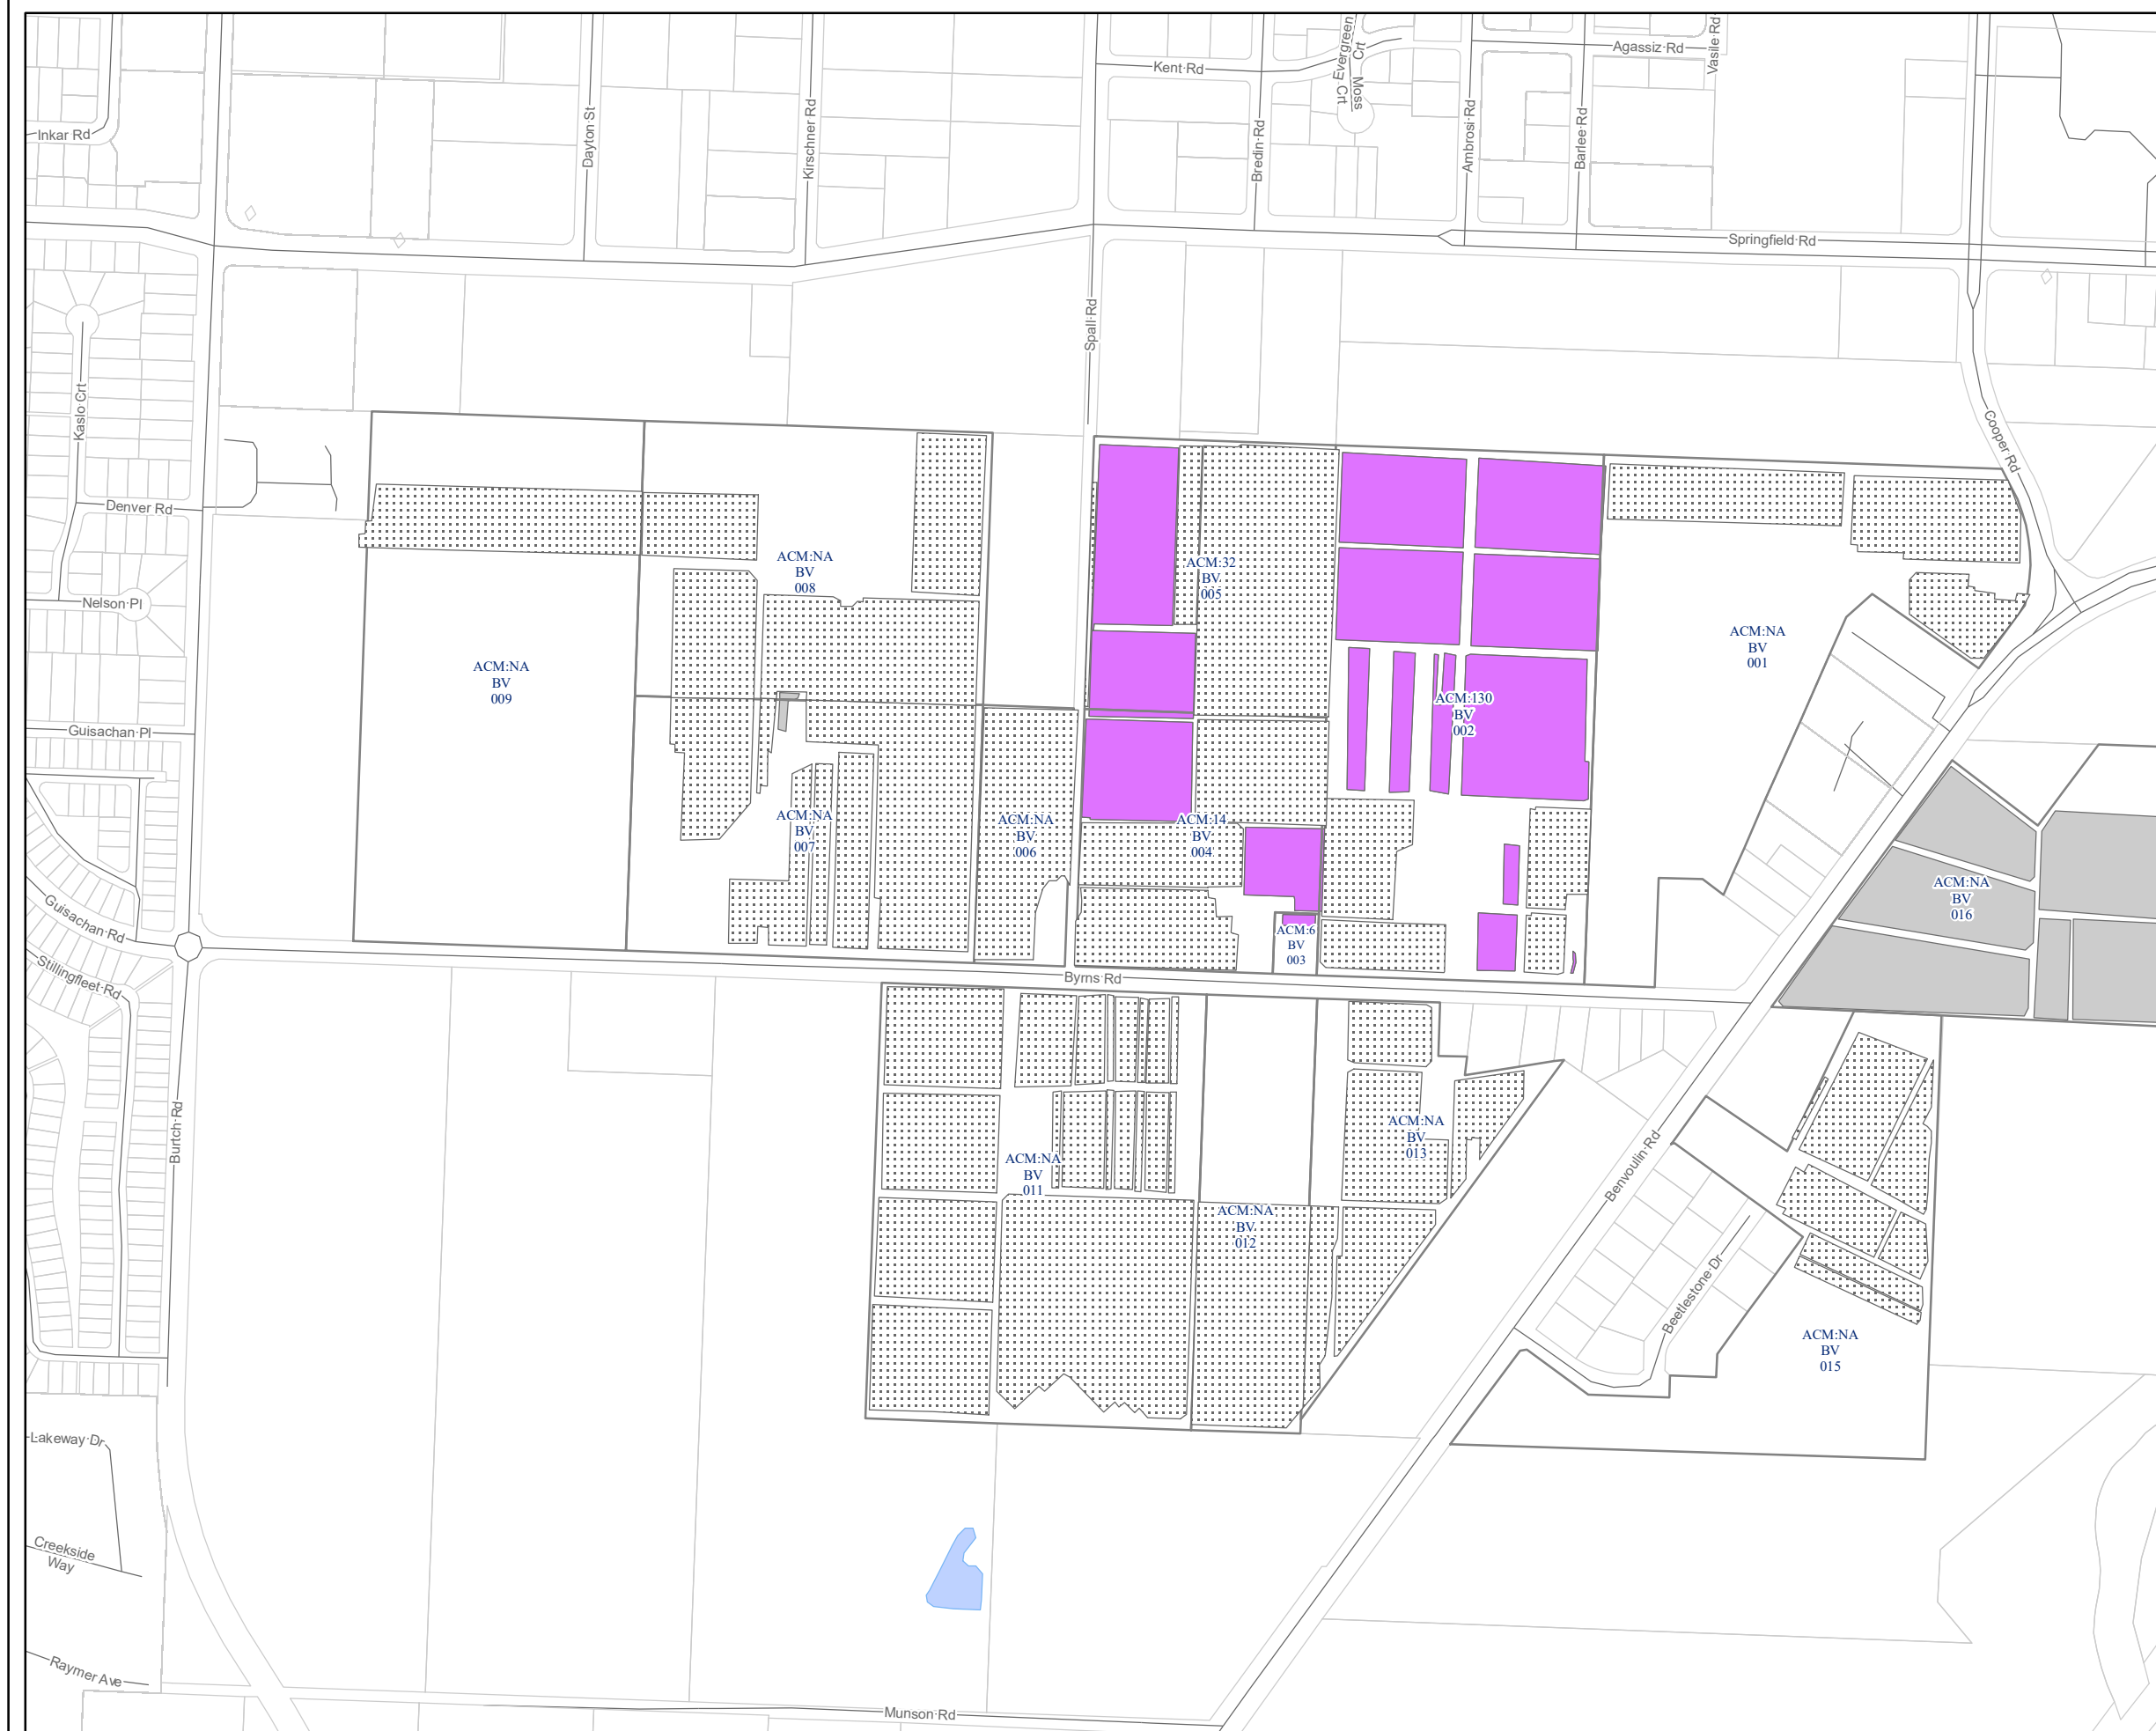 Agassiz Rd
Vasile Rd
Evergreen
Crt
Kent Rd
Moss
Crt
Inkar Rd
Dayton St
Kirschner Rd
Bredin Rd
Ambrosi Rd
Barlee Rd
Springfield Rd
Spall Rd
Kaslo Crt
Cooper Rd
Denver Rd
ACM:NA
BV
008
ACM:32
BV
005
Nelson Pl
ACM:NA
BV
001
ACM:NA
BV
009
ACM:130
BV
002
Guisachan Pl
ACM:NA
BV
007
ACM:NA
BV
006
ACM:14
BV
004
ACM:NA
BV
016
Guisachan Rd
ACM:6
BV
003
Stillingfleet Rd
Byrns Rd
Burtch Rd
ACM:NA
BV
013
ACM:NA
BV
011
Benvoulin Rd
ACM:NA
BV
012
Beetlestone Dr
ACM:NA
BV
015
Lakeway Dr
Creekside
Way
Raymer Ave
Munson Rd